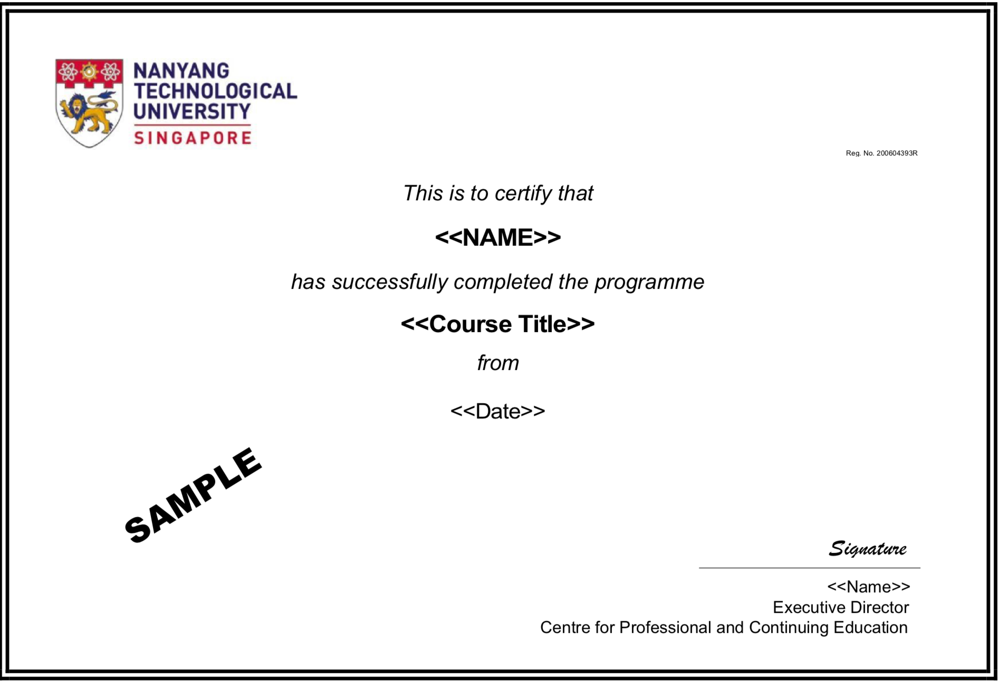 NANYANG
TECHNOLOGICAL
UNIVERSITY
SINGAPORE
Reg. No. 200604393R
This is to certify that
<<NAME>>
has successfully completed the programme
<<Course Title>>
from
<<Date>>
SAMPLE
Signature
<<Name>>
Executive Director
Centre for Professional and Continuing Education